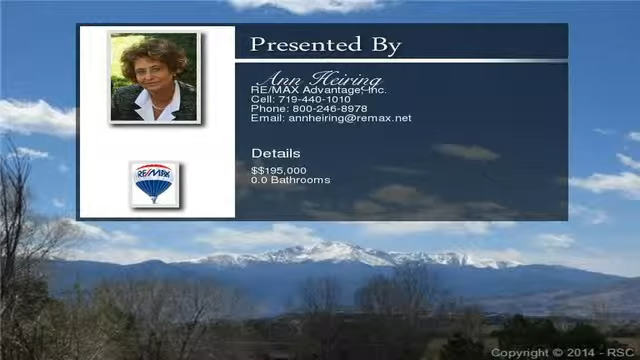 Presented By
Ann Heiring
RE/MAX Advantage, Inc.
Cell: 719-440-1010
Phone: 800-246-8978
Email: annheiring@remax.net
Details
$$195,000
0.0 Bathrooms
RE/MAX
Copyright © 2014 - RSC